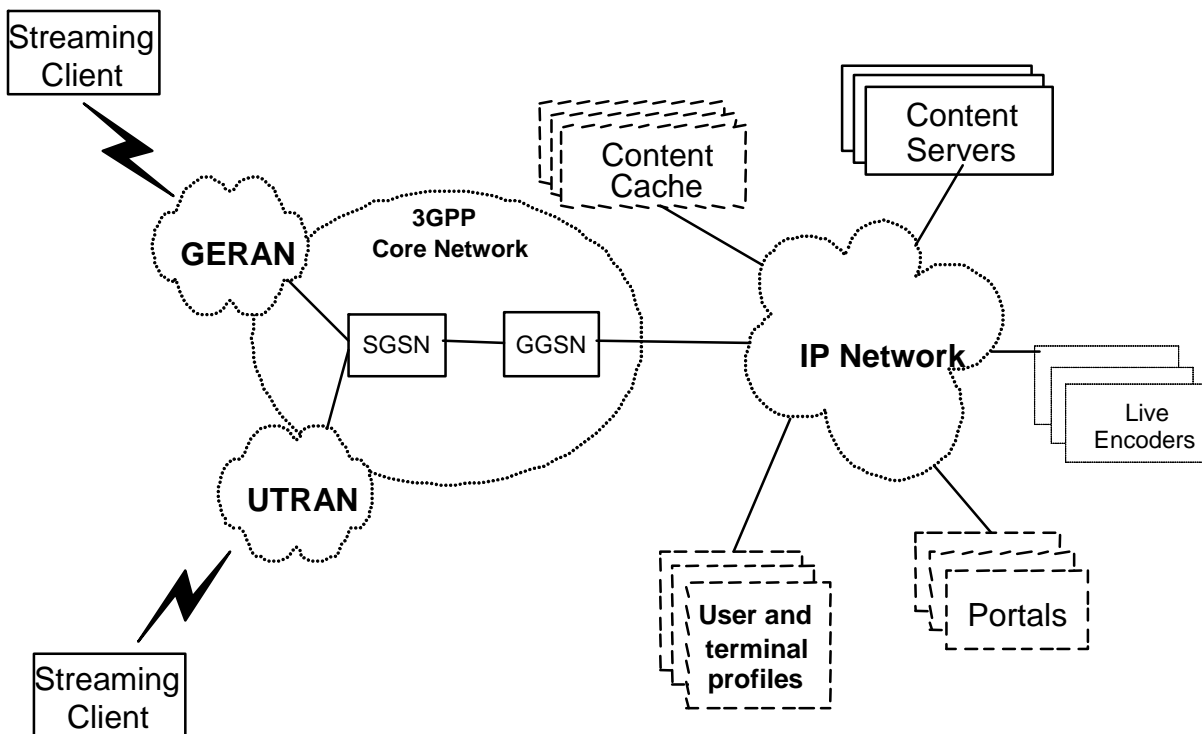 Streaming
Client
Content
Servers
Content
Cache
3GPP
Core Network
GERAN
SGSN
GGSN
IP Network
Live
Encoders
UTRAN
User and
terminal
profiles
Portals
Streaming
Client